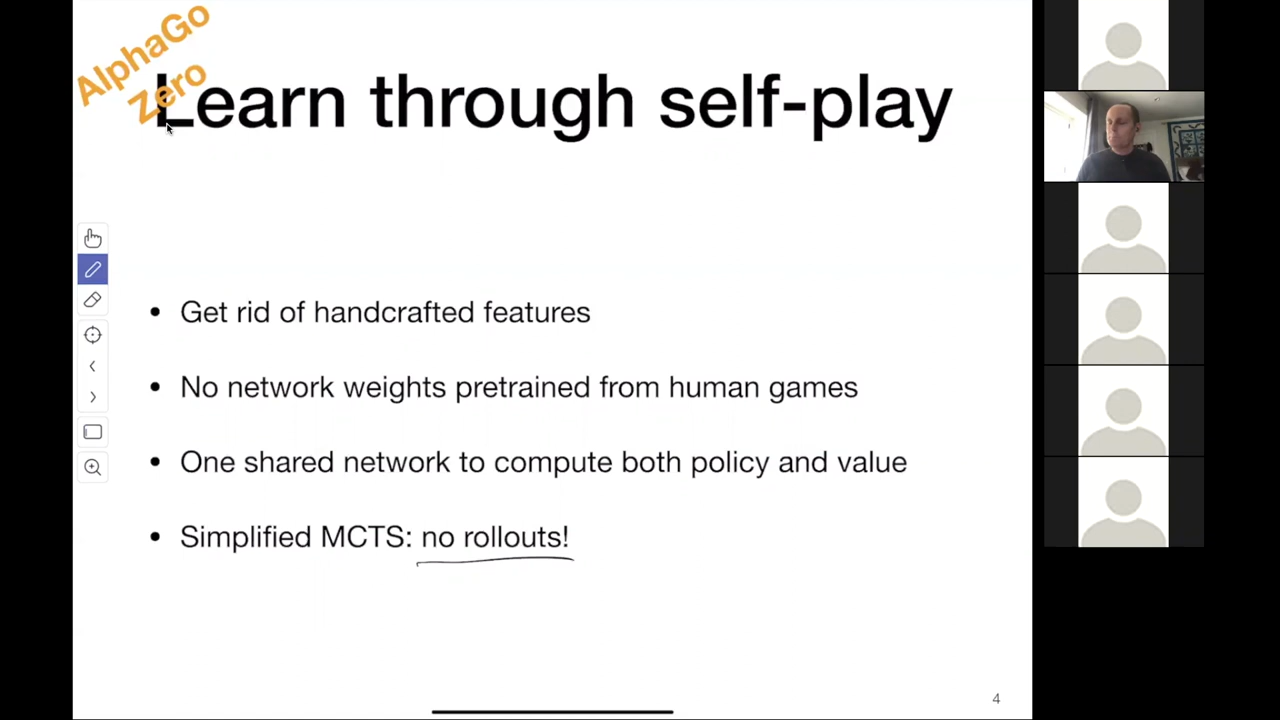 AlphaGo
Zero
Learn through self-play
• Get rid of handcrafted features
• No network weights pretrained from human games
• One shared network to compute both policy and value
• Simplified MCTS: no rollouts!
4